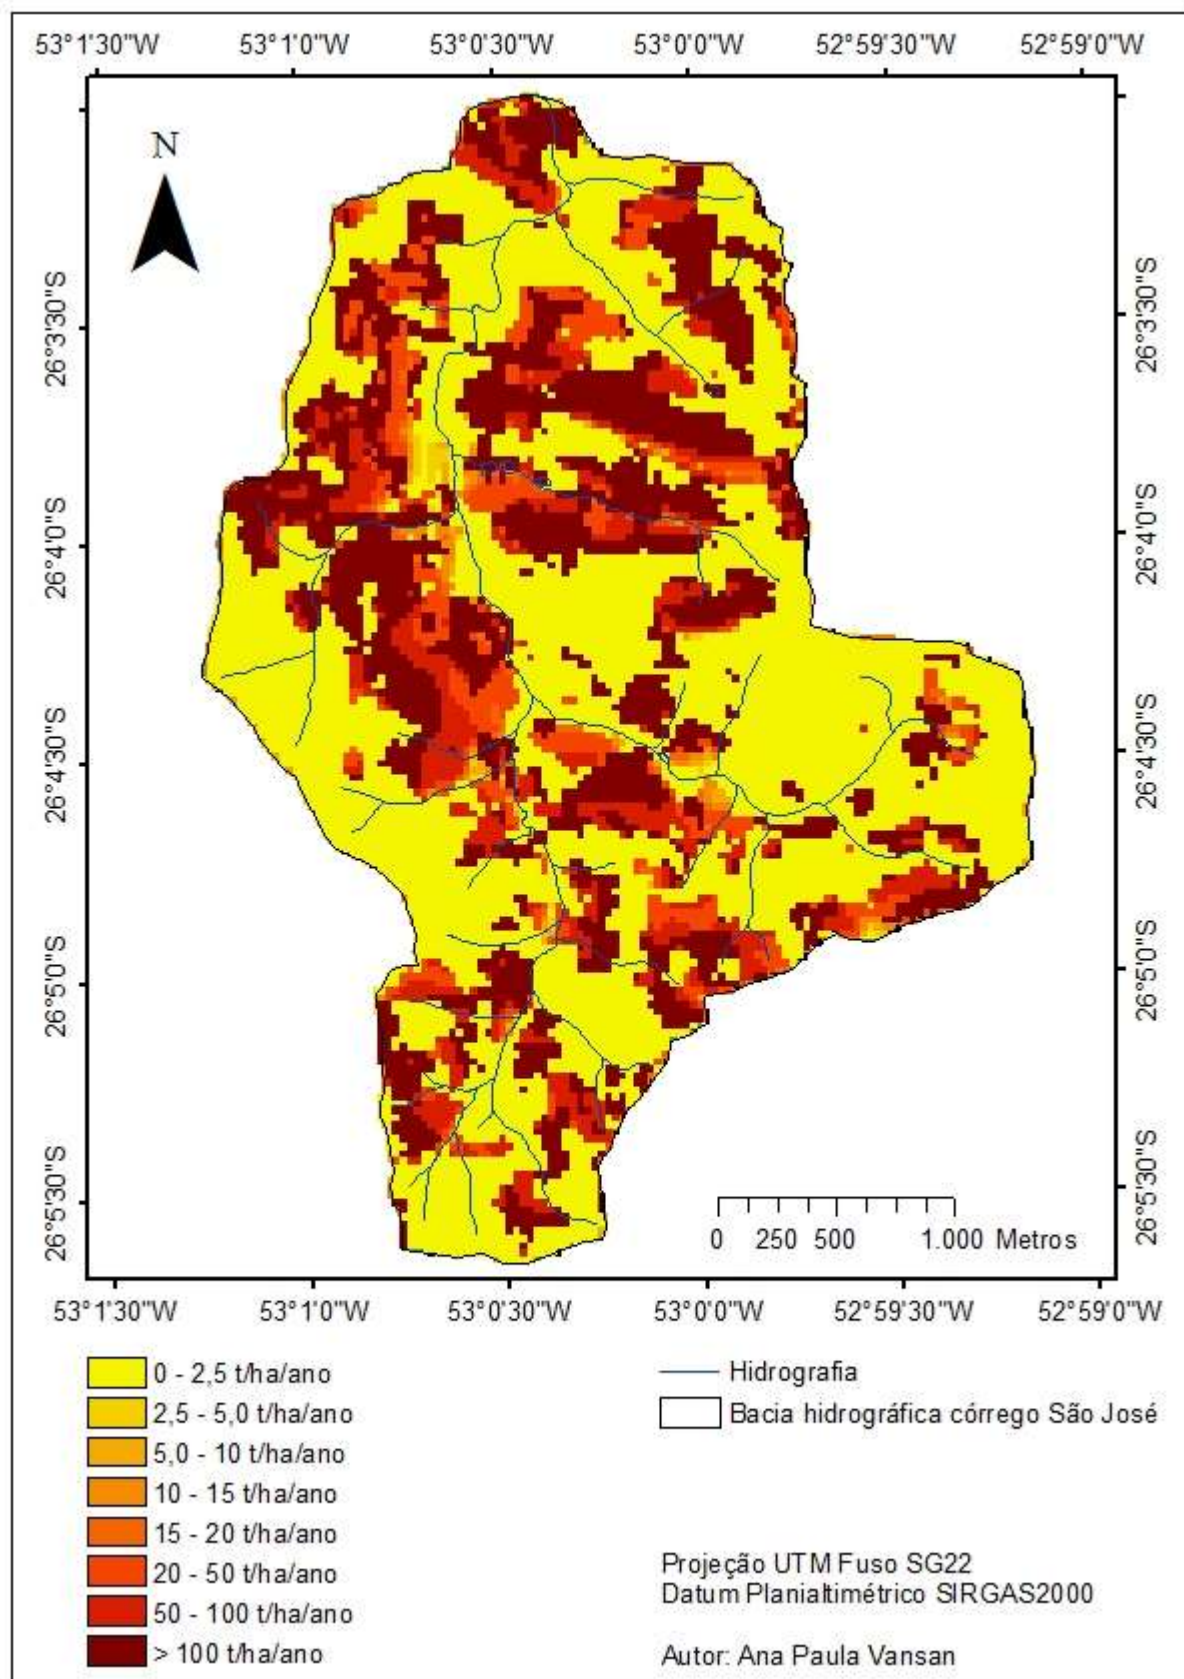 53°1'30"W 53°1'0"W 53°0'30"W 53°0'0"W 52°59'30"W 52°59'0"W
N
26°3'30"S 26°3'30"S
26°4'0"S 26°4'0"S
26°4'30"S 26°4'30"S
26°5'0"S 26°5'0"S
26°5'30"S 26°5'30"S
0 250 500 1.000 Metros
53°1'30"W 53°1'0"W 53°0'30"W 53°0'0"W 52°59'30"W 52°59'0"W
0 - 2,5 t/ha/ano
2,5 - 5,0 t/ha/ano
5,0 - 10 t/ha/ano
10 - 15 t/ha/ano
15 - 20 t/ha/ano
20 - 50 t/ha/ano
50 - 100 t/ha/ano
> 100 t/ha/ano
Hidrografia
Bacia hidrográfica córrego São José
Projeção UTM Fuso SG22
Datum Planialtimétrico SIRGAS2000
Autor: Ana Paula Vansan